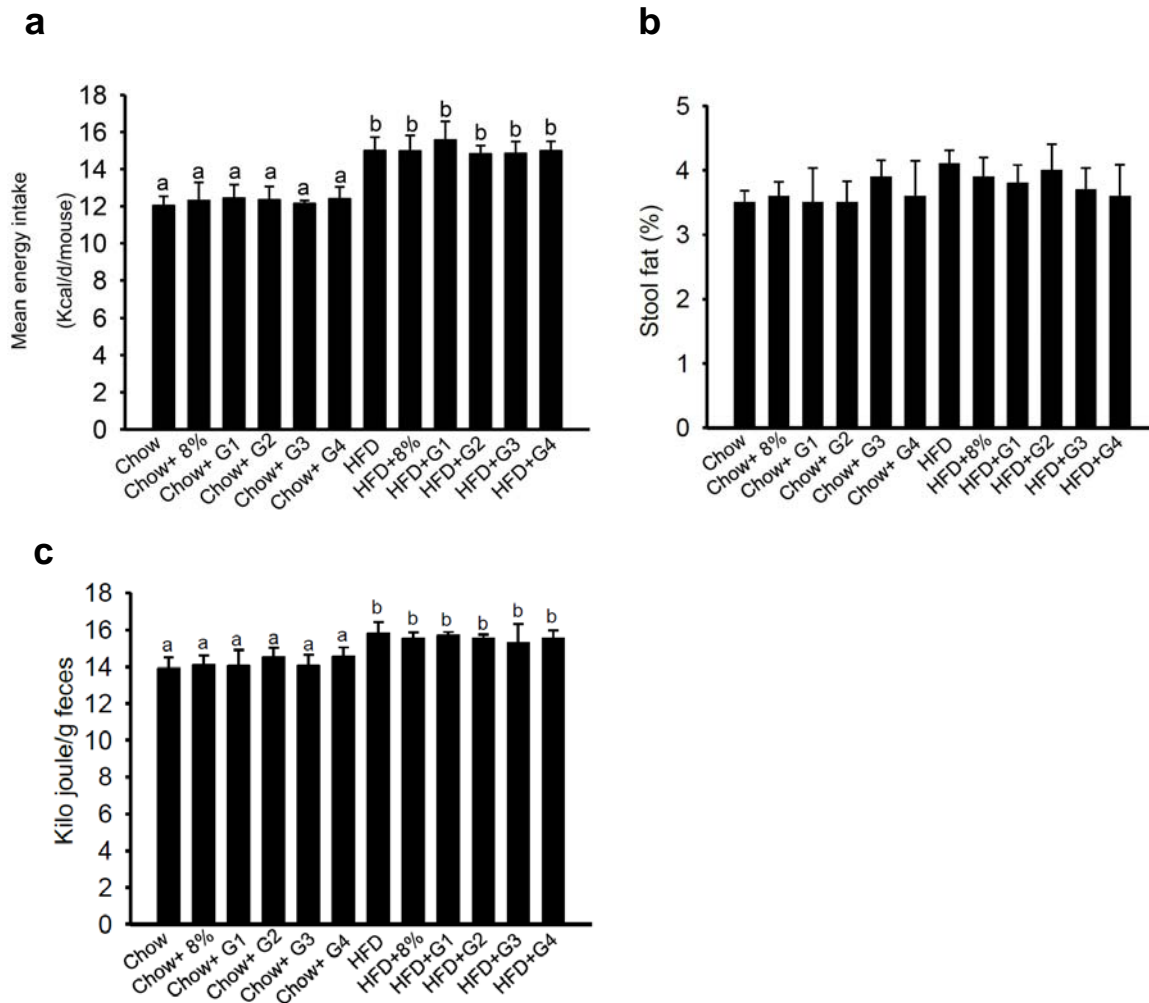 a
Mean energy intake
(Kcal/d/mouse)
18
16
14
12
10
8
6
4
2
0
a a a a a a b b b b b b
Chow Chow+ 8% Chow+ G1 Chow+ G2 Chow+ G3 Chow+ G4 HFD HFD+8% HFD+G1 HFD+G2 HFD+G3 HFD+G4
b
Stool fat (%)
5
4
3
2
1
0
Chow Chow+ 8% Chow+ G1 Chow+ G2 Chow+ G3 Chow+ G4 HFD HFD+8% HFD+G1 HFD+G2 HFD+G3 HFD+G4
c
Kilo joule/g feces
18
16
14
12
10
8
6
4
2
0
a a a a a a b b b b b b
Chow Chow+ 8% Chow+ G1 Chow+ G2 Chow+ G3 Chow+ G4 HFD HFD+8% HFD+G1 HFD+G2 HFD+G3 HFD+G4